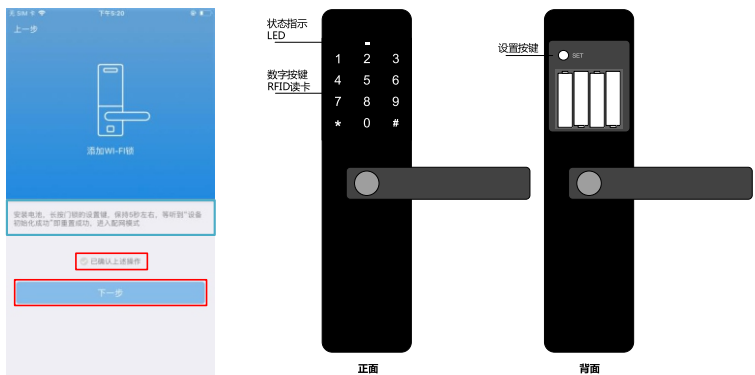 无 SIM 卡
下午5:20
上一步
添加WI-FI锁
安装电池，长按门锁的设置键，保持6秒左右，等听到“设备
初始化成功”即重置成功，进入配网模式
已确认上述操作
下一步
状态指示
LED
数字按键
RFID读卡
1 2 3
4 5 6
7 8 9
* 0 #
正面
设置按键
SET
背面